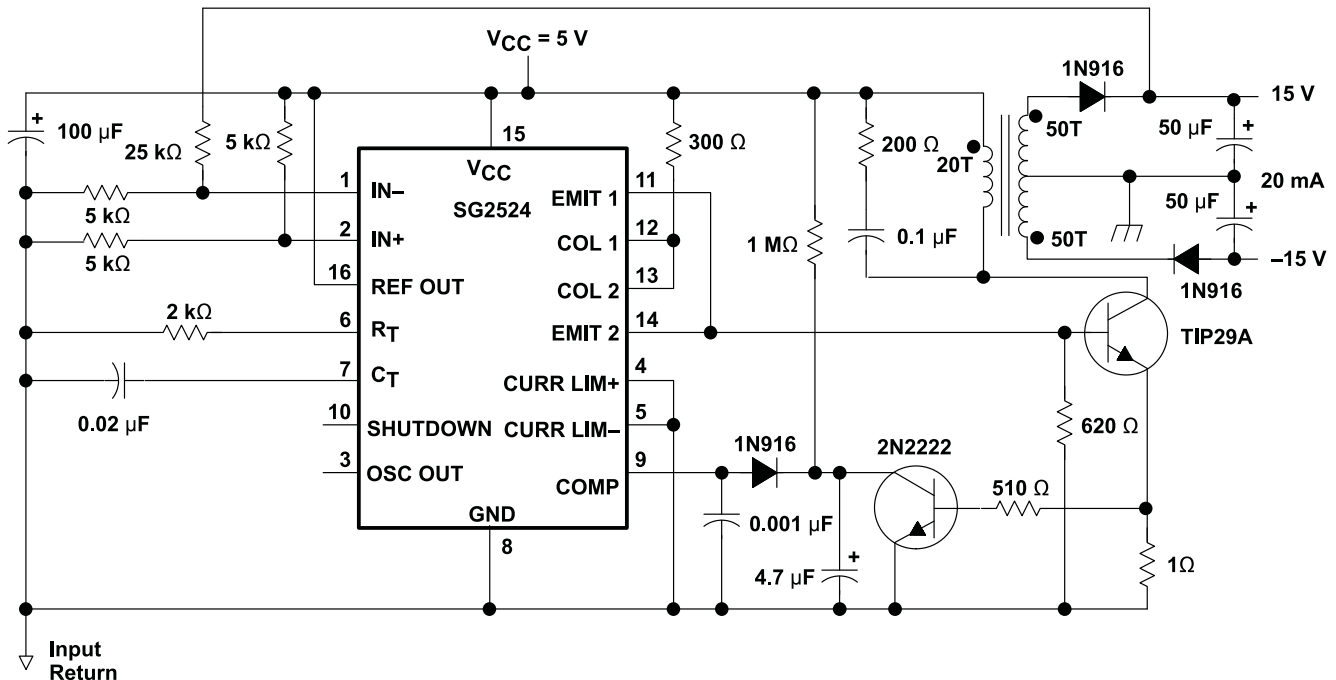 V_CC = 5 V
1N916
15 V
100 µF
25 kΩ
5 kΩ
15
300 Ω
200 Ω
20T
50T
50 µF
V_CC
SG2524
5 kΩ
1
IN–
EMIT 1
11
20 mA
5 kΩ
2
IN+
COL 1
12
1 MΩ
0.1 µF
50T
50 µF
–15 V
1N916
16
REF OUT
COL 2
13
2 kΩ
6
R_T
EMIT 2
14
TIP29A
0.02 µF
7
C_T
CURR LIM+
4
10
SHUTDOWN
CURR LIM–
5
620 Ω
3
OSC OUT
COMP
9
1N916
2N2222
510 Ω
GND
8
0.001 µF
4.7 µF
1Ω
+
+
+
+
Input
Return